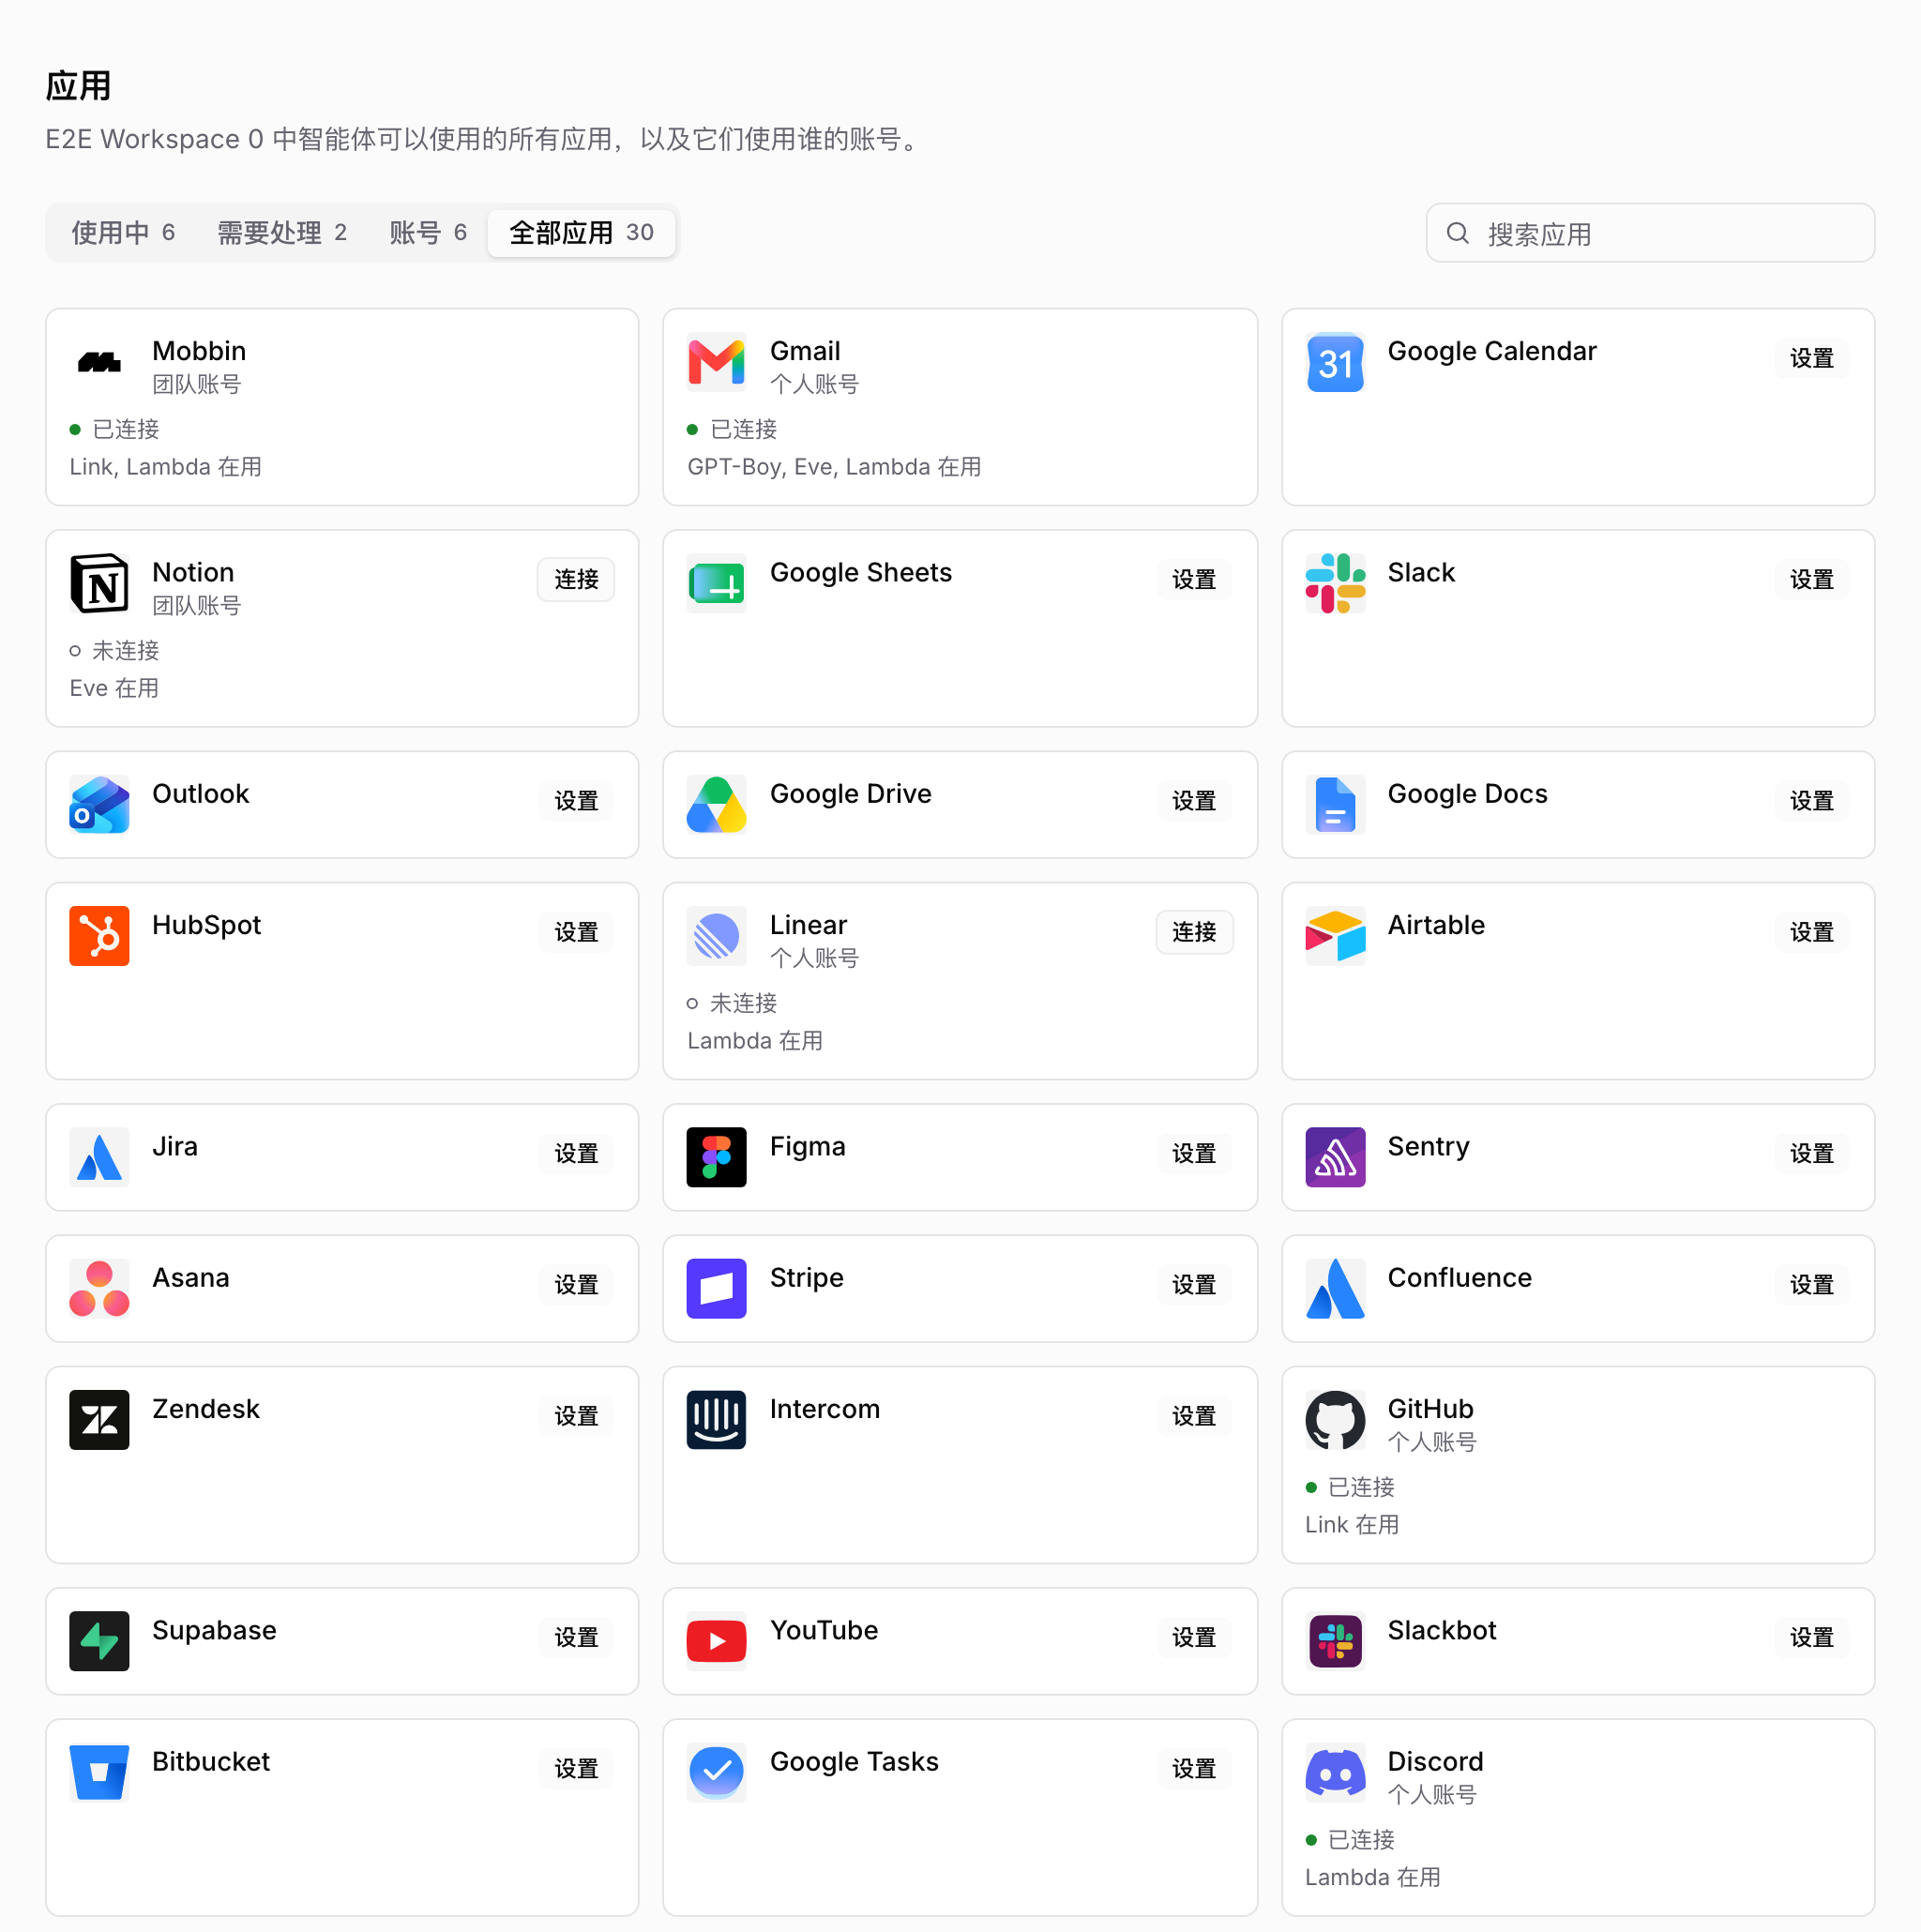 应用
E2E Workspace 0 中智能体可以使用的所有应用，以及它们使用谁的账号。
使用中 6 需要处理 2 账号 6 全部应用 30
搜索应用
Mobbin
团队账号
已连接
Link, Lambda 在用
Gmail
个人账号
已连接
GPT-Boy, Eve, Lambda 在用
31
Google Calendar
设置
N
Notion
团队账号
连接
未连接
Eve 在用
Google Sheets
设置
Slack
设置
O
Outlook
设置
Google Drive
设置
Google Docs
设置
HubSpot
设置
Linear
个人账号
连接
未连接
Lambda 在用
Airtable
设置
Jira
设置
Figma
设置
Sentry
设置
Asana
设置
Stripe
设置
Confluence
设置
Zendesk
设置
Intercom
设置
GitHub
个人账号
已连接
Link 在用
Supabase
设置
YouTube
设置
Slackbot
设置
Bitbucket
设置
Google Tasks
设置
Discord
个人账号
已连接
Lambda 在用